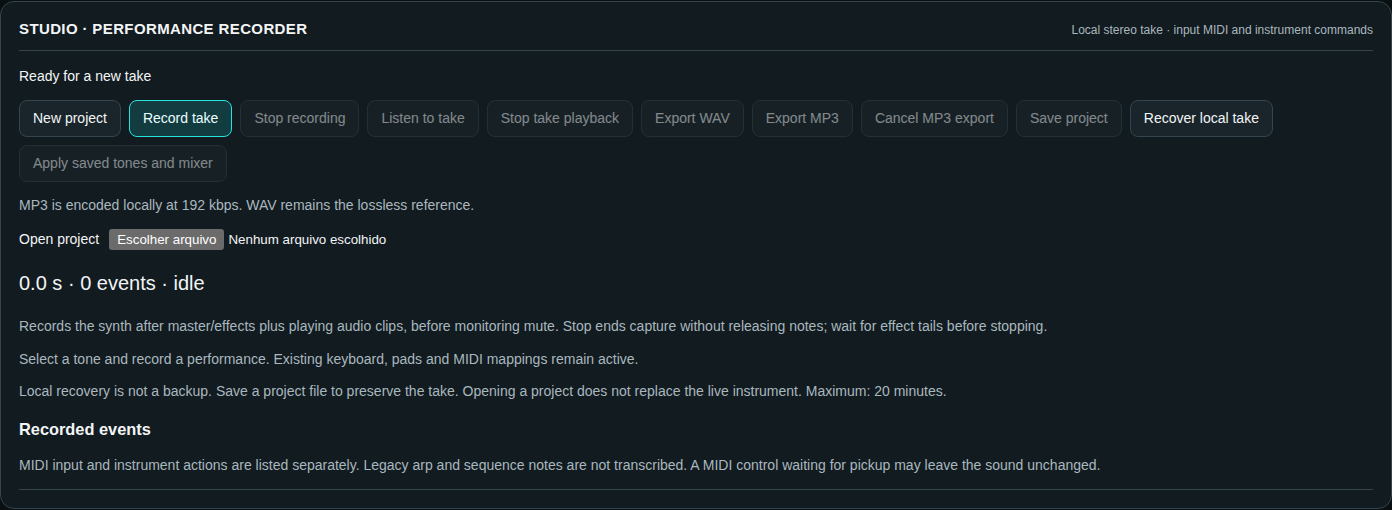 STUDIO · PERFORMANCE RECORDER
Local stereo take · input MIDI and instrument commands
Ready for a new take
New project Record take Stop recording Listen to take Stop take playback Export WAV Export MP3 Cancel MP3 export Save project Recover local take
Apply saved tones and mixer
MP3 is encoded locally at 192 kbps. WAV remains the lossless reference.
Open project Escolher arquivo Nenhum arquivo escolhido
0.0 s · 0 events · idle
Records the synth after master/effects plus playing audio clips, before monitoring mute. Stop ends capture without releasing notes; wait for effect tails before stopping.
Select a tone and record a performance. Existing keyboard, pads and MIDI mappings remain active.
Local recovery is not a backup. Save a project file to preserve the take. Opening a project does not replace the live instrument. Maximum: 20 minutes.
Recorded events
MIDI input and instrument actions are listed separately. Legacy arp and sequence notes are not transcribed. A MIDI control waiting for pickup may leave the sound unchanged.